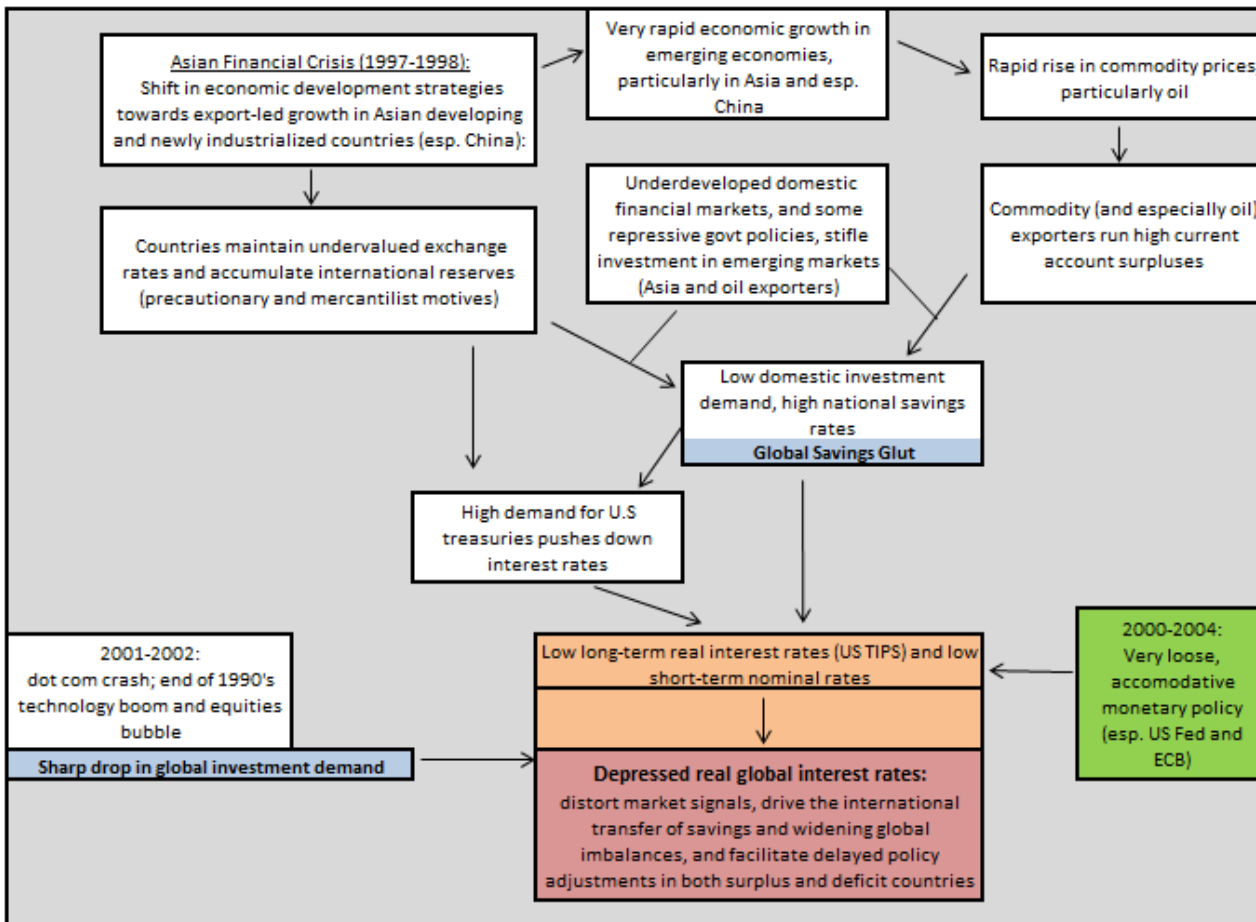 Asian Financial Crisis (1997-1998):
Shift in economic development strategies
towards export-led growth in Asian developing
and newly industrialized countries (esp. China):
Very rapid economic growth in
emerging economies,
particularly in Asia and esp.
China
Rapid rise in commodity prices,
particularly oil
Countries maintain undervalued exchange
rates and accumulate international reserves
(precautionary and mercantilist motives)
Underdeveloped domestic
financial markets, and some
repressive govt policies, stifle
investment in emerging markets
(Asia and oil exporters)
Commodity (and especially oil)
exporters run high current
account surpluses
Low domestic investment
demand, high national savings
rates
Global Savings Glut
High demand for U.S
treasuries pushes down
interest rates
2001-2002:
dot com crash; end of 1990's
technology boom and equities
bubble
Sharp drop in global investment demand
Low long-term real interest rates (US TIPS) and low
short-term nominal rates
2000-2004:
Very loose,
accomodative
monetary policy
(esp. US Fed and
ECB)
Depressed real global interest rates:
distort market signals, drive the international
transfer of savings and widening global
imbalances, and facilitate delayed policy
adjustments in both surplus and deficit countries